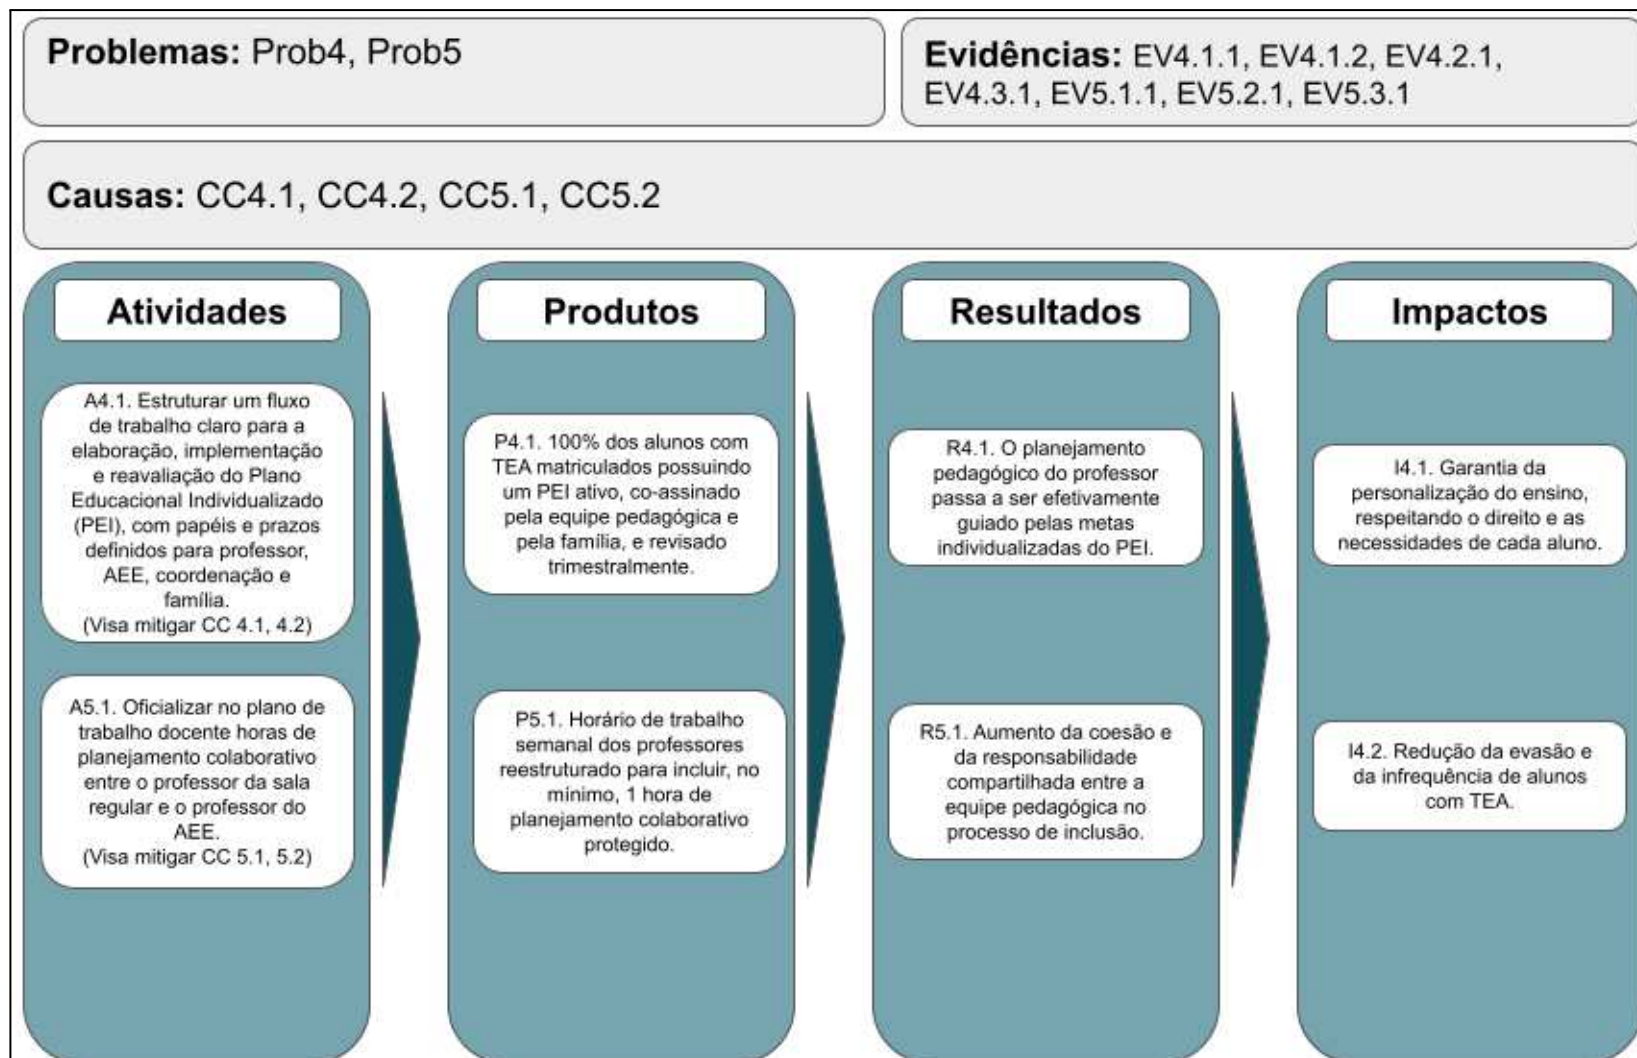 Problemas: Prob4, Prob5
Evidências: EV4.1.1, EV4.1.2, EV4.2.1,
EV4.3.1, EV5.1.1, EV5.2.1, EV5.3.1
Causas: CC4.1, CC4.2, CC5.1, CC5.2
Atividades
A4.1. Estruturar um fluxo
de trabalho claro para a
elaboração, implementação
e reavaliação do Plano
Educacional Individualizado
(PEI), com papéis e prazos
definidos para professor,
AEE, coordenação e
família.
(Visa mitigar CC 4.1, 4.2)
A5.1. Oficializar no plano de
trabalho docente horas de
planejamento colaborativo
entre o professor da sala
regular e o professor do
AEE.
(Visa mitigar CC 5.1, 5.2)
Produtos
P4.1. 100% dos alunos com
TEA matriculados possuindo
um PEI ativo, co-assinado
pela equipe pedagógica e
pela família, e revisado
trimestralmente.
P5.1. Horário de trabalho
semanal dos professores
reestruturado para incluir, no
mínimo, 1 hora de
planejamento colaborativo
protegido.
Resultados
R4.1. O planejamento
pedagógico do professor
passa a ser efetivamente
guiado pelas metas
individualizadas do PEI.
R5.1. Aumento da coesão e
da responsabilidade
compartilhada entre a
equipe pedagógica no
processo de inclusão.
Impactos
I4.1. Garantia da
personalização do ensino,
respeitando o direito e as
necessidades de cada aluno.
I4.2. Redução da evasão e
da infrequência de alunos
com TEA.